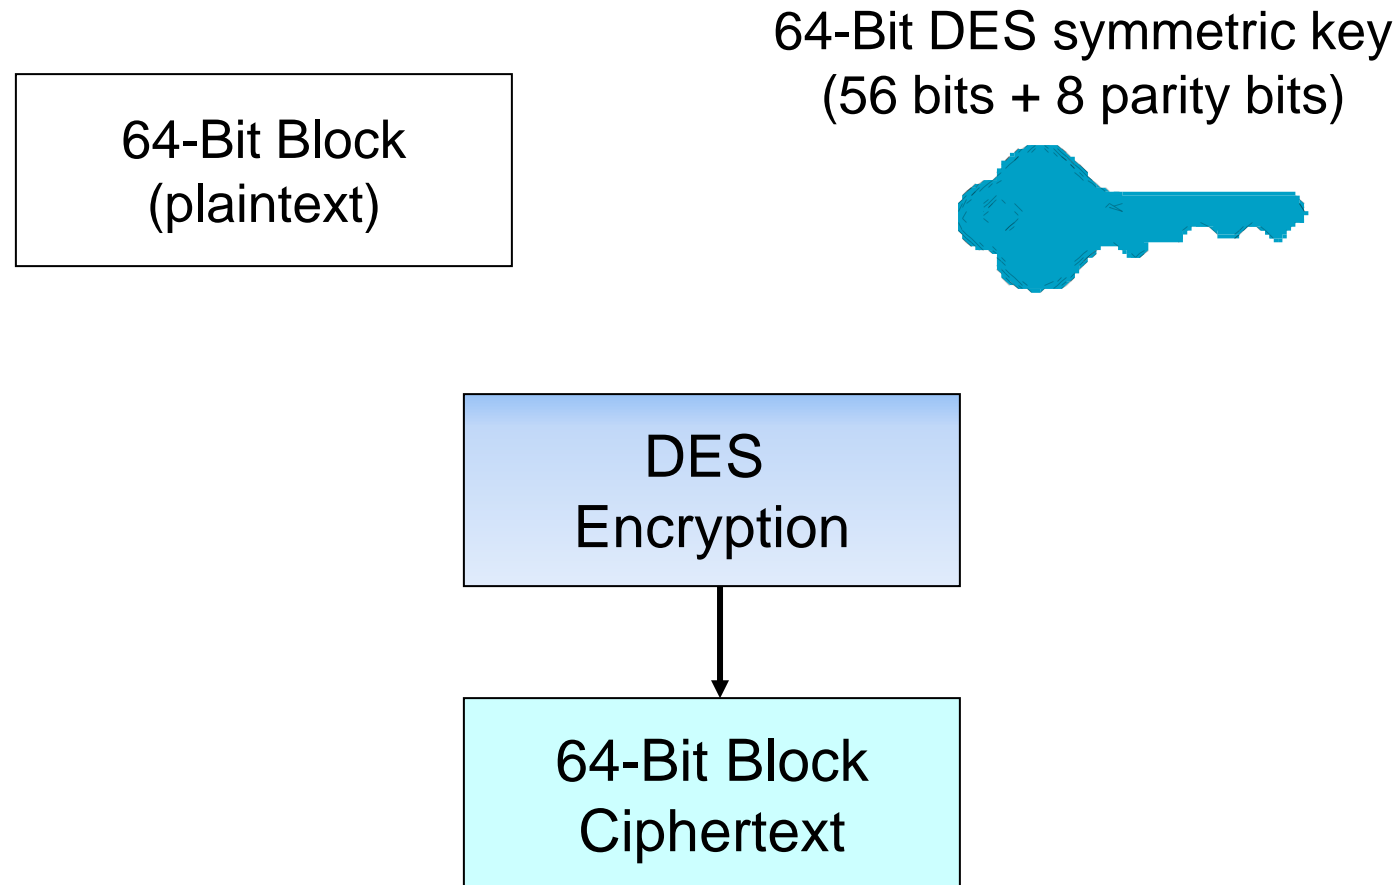 64-Bit DES symmetric key
(56 bits + 8 parity bits)
64-Bit Block
(plaintext)
DES
Encryption
64-Bit Block
Ciphertext